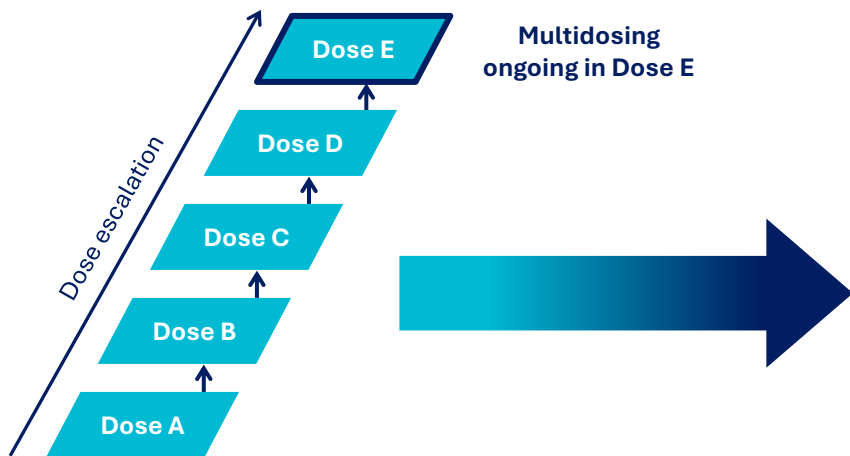 Dose E
Multidosing
ongoing in Dose E
Dose D
Dose escalation
Dose C
Dose B
Dose A